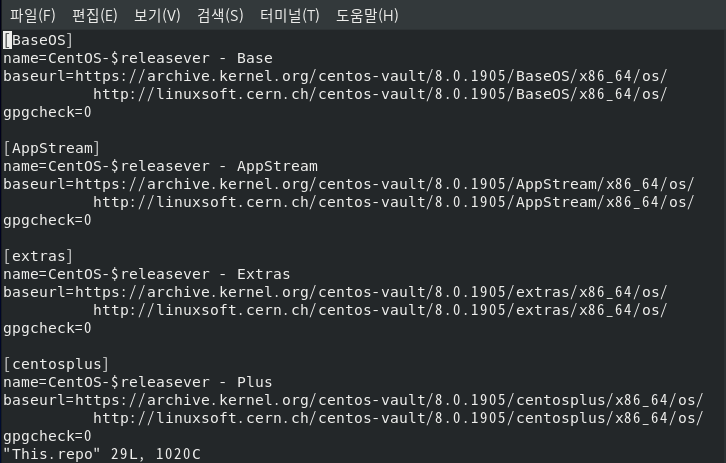 파일(F) 편집(E) 보기(V) 검색(S) 터미널(T) 도움말(H)
[BaseOS]
name=CentOS-$releasever - Base
baseurl=https://archive.kernel.org/centos-vault/8.0.1905/BaseOS/x86_64/os/
http://linuxsoft.cern.ch/centos-vault/8.0.1905/BaseOS/x86_64/os/
gpgcheck=0
[AppStream]
name=CentOS-$releasever - AppStream
baseurl=https://archive.kernel.org/centos-vault/8.0.1905/AppStream/x86_64/os/
http://linuxsoft.cern.ch/centos-vault/8.0.1905/AppStream/x86_64/os/
gpgcheck=0
[extras]
name=CentOS-$releasever - Extras
baseurl=https://archive.kernel.org/centos-vault/8.0.1905/extras/x86_64/os/
http://linuxsoft.cern.ch/centos-vault/8.0.1905/extras/x86_64/os/
gpgcheck=0
[centosplus]
name=CentOS-$releasever - Plus
baseurl=https://archive.kernel.org/centos-vault/8.0.1905/centosplus/x86_64/os/
http://linuxsoft.cern.ch/centos-vault/8.0.1905/centosplus/x86_64/os/
gpgcheck=0
"This.repo" 29L, 1020C